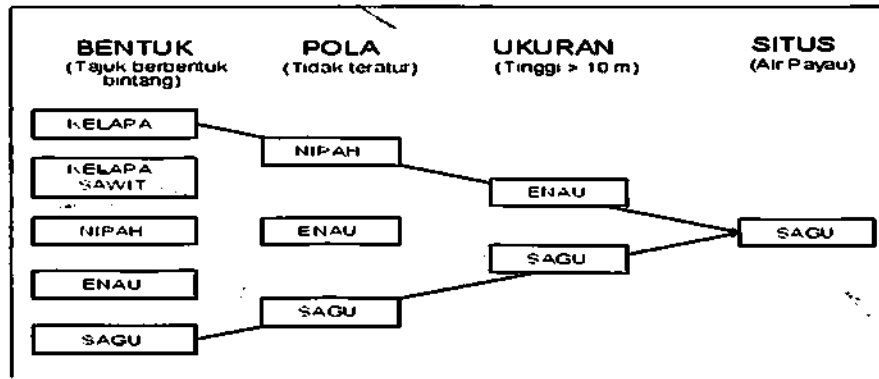 BENTUK
(Tajuk berbentuk
bintang)
POLA
(Tidak teratur)
UKURAN
(Tinggi > 10 m)
SITUS
(Air Payau)
KELAPA
KELAPA
SAWIT
NIPAH
ENAU
SAGU
NIPAH
ENAU
SAGU
ENAU
SAGU
SAGU